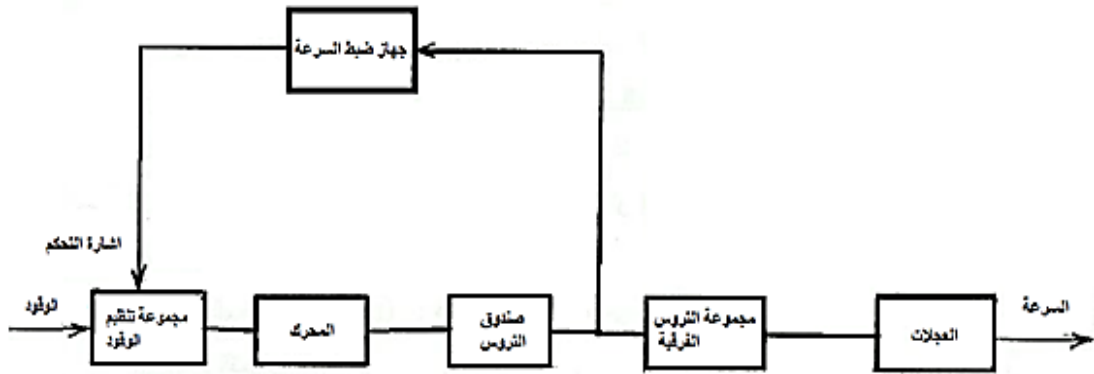 جهاز ضبط السرعة
اشارة التحكم
الوقود
مجموعة تنظيم
الوقود
المحرك
صندوق
التروس
مجموعة التروس
الفرقية
العجلات
السرعة